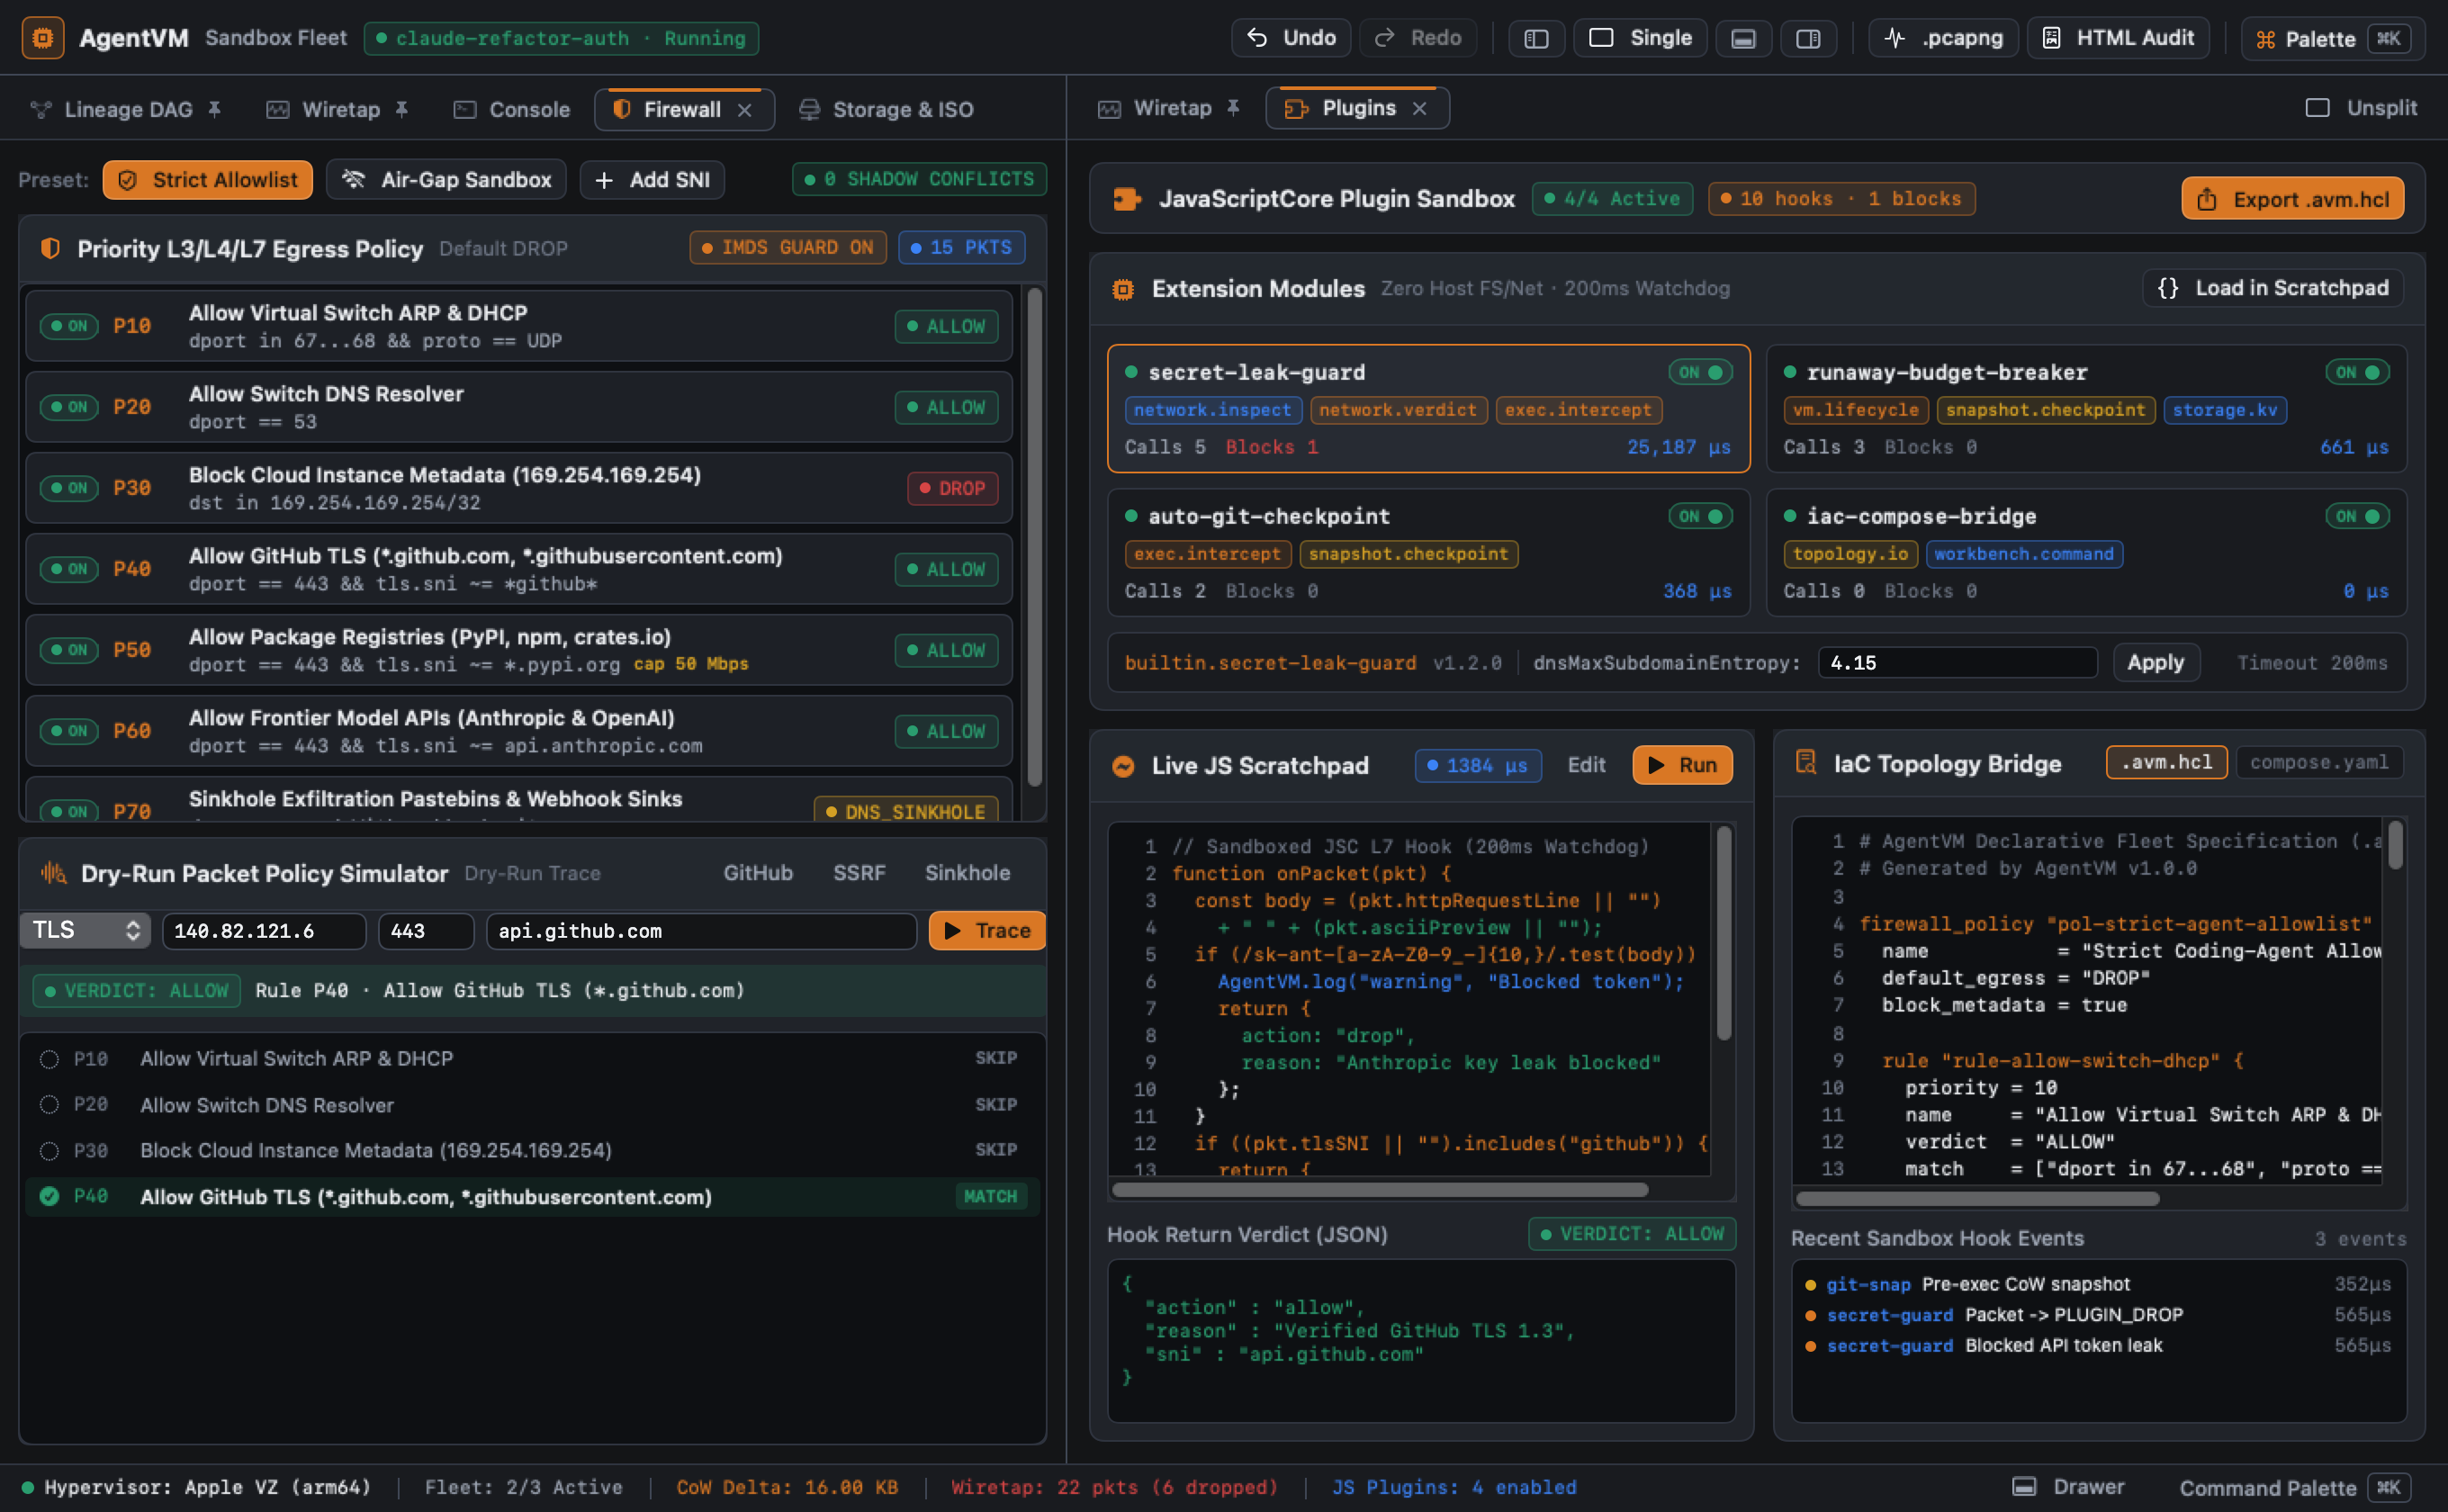 AgentVM Sandbox Fleet claude-refactor-auth · Running Undo Redo Single .pcapng HTML Audit Palette ⌘K
Lineage DAG Wiretap Console Firewall Storage & ISO
Preset: Strict Allowlist Air-Gap Sandbox + Add SNI 0 SHADOW CONFLICTS
Priority L3/L4/L7 Egress Policy Default DROP IMDS GUARD ON 15 PKTS
ON P10 Allow Virtual Switch ARP & DHCP ALLOW
dport in 67...68 && proto == UDP
ON P20 Allow Switch DNS Resolver ALLOW
dport == 53
ON P30 Block Cloud Instance Metadata (169.254.169.254) DROP
dst in 169.254.169.254/32
ON P40 Allow GitHub TLS (*.github.com, *.githubusercontent.com) ALLOW
dport == 443 && tls.sni ~= *github*
ON P50 Allow Package Registries (PyPI, npm, crates.io) ALLOW
dport == 443 && tls.sni ~= *.pypi.org cap 50 Mbps
ON P60 Allow Frontier Model APIs (Anthropic & OpenAI) ALLOW
dport == 443 && tls.sni ~= api.anthropic.com
ON P70 Sinkhole Exfiltration Pastebins & Webhook Sinks DNS_SINKHOLE
Dry-Run Packet Policy Simulator Dry-Run Trace GitHub SSRF Sinkhole
TLS 140.82.121.6 443 api.github.com Trace
VERDICT: ALLOW Rule P40 · Allow GitHub TLS (*.github.com)
P10 Allow Virtual Switch ARP & DHCP SKIP
P20 Allow Switch DNS Resolver SKIP
P30 Block Cloud Instance Metadata (169.254.169.254) SKIP
P40 Allow GitHub TLS (*.github.com, *.githubusercontent.com) MATCH
Wiretap Plugins Unsplit
JavaScriptCore Plugin Sandbox 4/4 Active 10 hooks · 1 blocks Export .avm.hcl
Extension Modules Zero Host FS/Net · 200ms Watchdog {} Load in Scratchpad
secret-leak-guard ON
network.inspect network.verdict exec.intercept
Calls 5 Blocks 1 25,187 µs
runaway-budget-breaker ON
vm.lifecycle snapshot.checkpoint storage.kv
Calls 3 Blocks 0 661 µs
auto-git-checkpoint ON
exec.intercept snapshot.checkpoint
Calls 2 Blocks 0 368 µs
iac-compose-bridge ON
topology.io workbench.command
Calls 0 Blocks 0 0 µs
builtin.secret-leak-guard v1.2.0 dnsMaxSubdomainEntropy: 4.15 Apply Timeout 200ms
Live JS Scratchpad 1384 µs Edit Run
1 // Sandboxed JSC L7 Hook (200ms Watchdog)
2 function onPacket(pkt) {
3 const body = (pkt.httpRequestLine || "")
4 + " " + (pkt.asciiPreview || "");
5 if (/sk-ant-[a-zA-Z0-9_-]{10,}/.test(body))
6 AgentVM.log("warning", "Blocked token");
7 return {
8 action: "drop",
9 reason: "Anthropic key leak blocked"
10 };
11 }
12 if ((pkt.tlsSNI || "").includes("github")) {
13 return {
Hook Return Verdict (JSON) VERDICT: ALLOW
{
"action" : "allow",
"reason" : "Verified GitHub TLS 1.3",
"sni" : "api.github.com"
}
IaC Topology Bridge .avm.hcl compose.yaml
1 # AgentVM Declarative Fleet Specification (.a
2 # Generated by AgentVM v1.0.0
3
4 firewall_policy "pol-strict-agent-allowlist"
5 name = "Strict Coding-Agent Allow
6 default_egress = "DROP"
7 block_metadata = true
8
9 rule "rule-allow-switch-dhcp" {
10 priority = 10
11 name = "Allow Virtual Switch ARP & DH
12 verdict = "ALLOW"
13 match = ["dport in 67...68", "proto ==
Recent Sandbox Hook Events 3 events
git-snap Pre-exec CoW snapshot 352µs
secret-guard Packet -> PLUGIN_DROP 565µs
secret-guard Blocked API token leak 565µs
Hypervisor: Apple VZ (arm64) Fleet: 2/3 Active CoW Delta: 16.00 KB Wiretap: 22 pkts (6 dropped) JS Plugins: 4 enabled Drawer Command Palette ⌘K